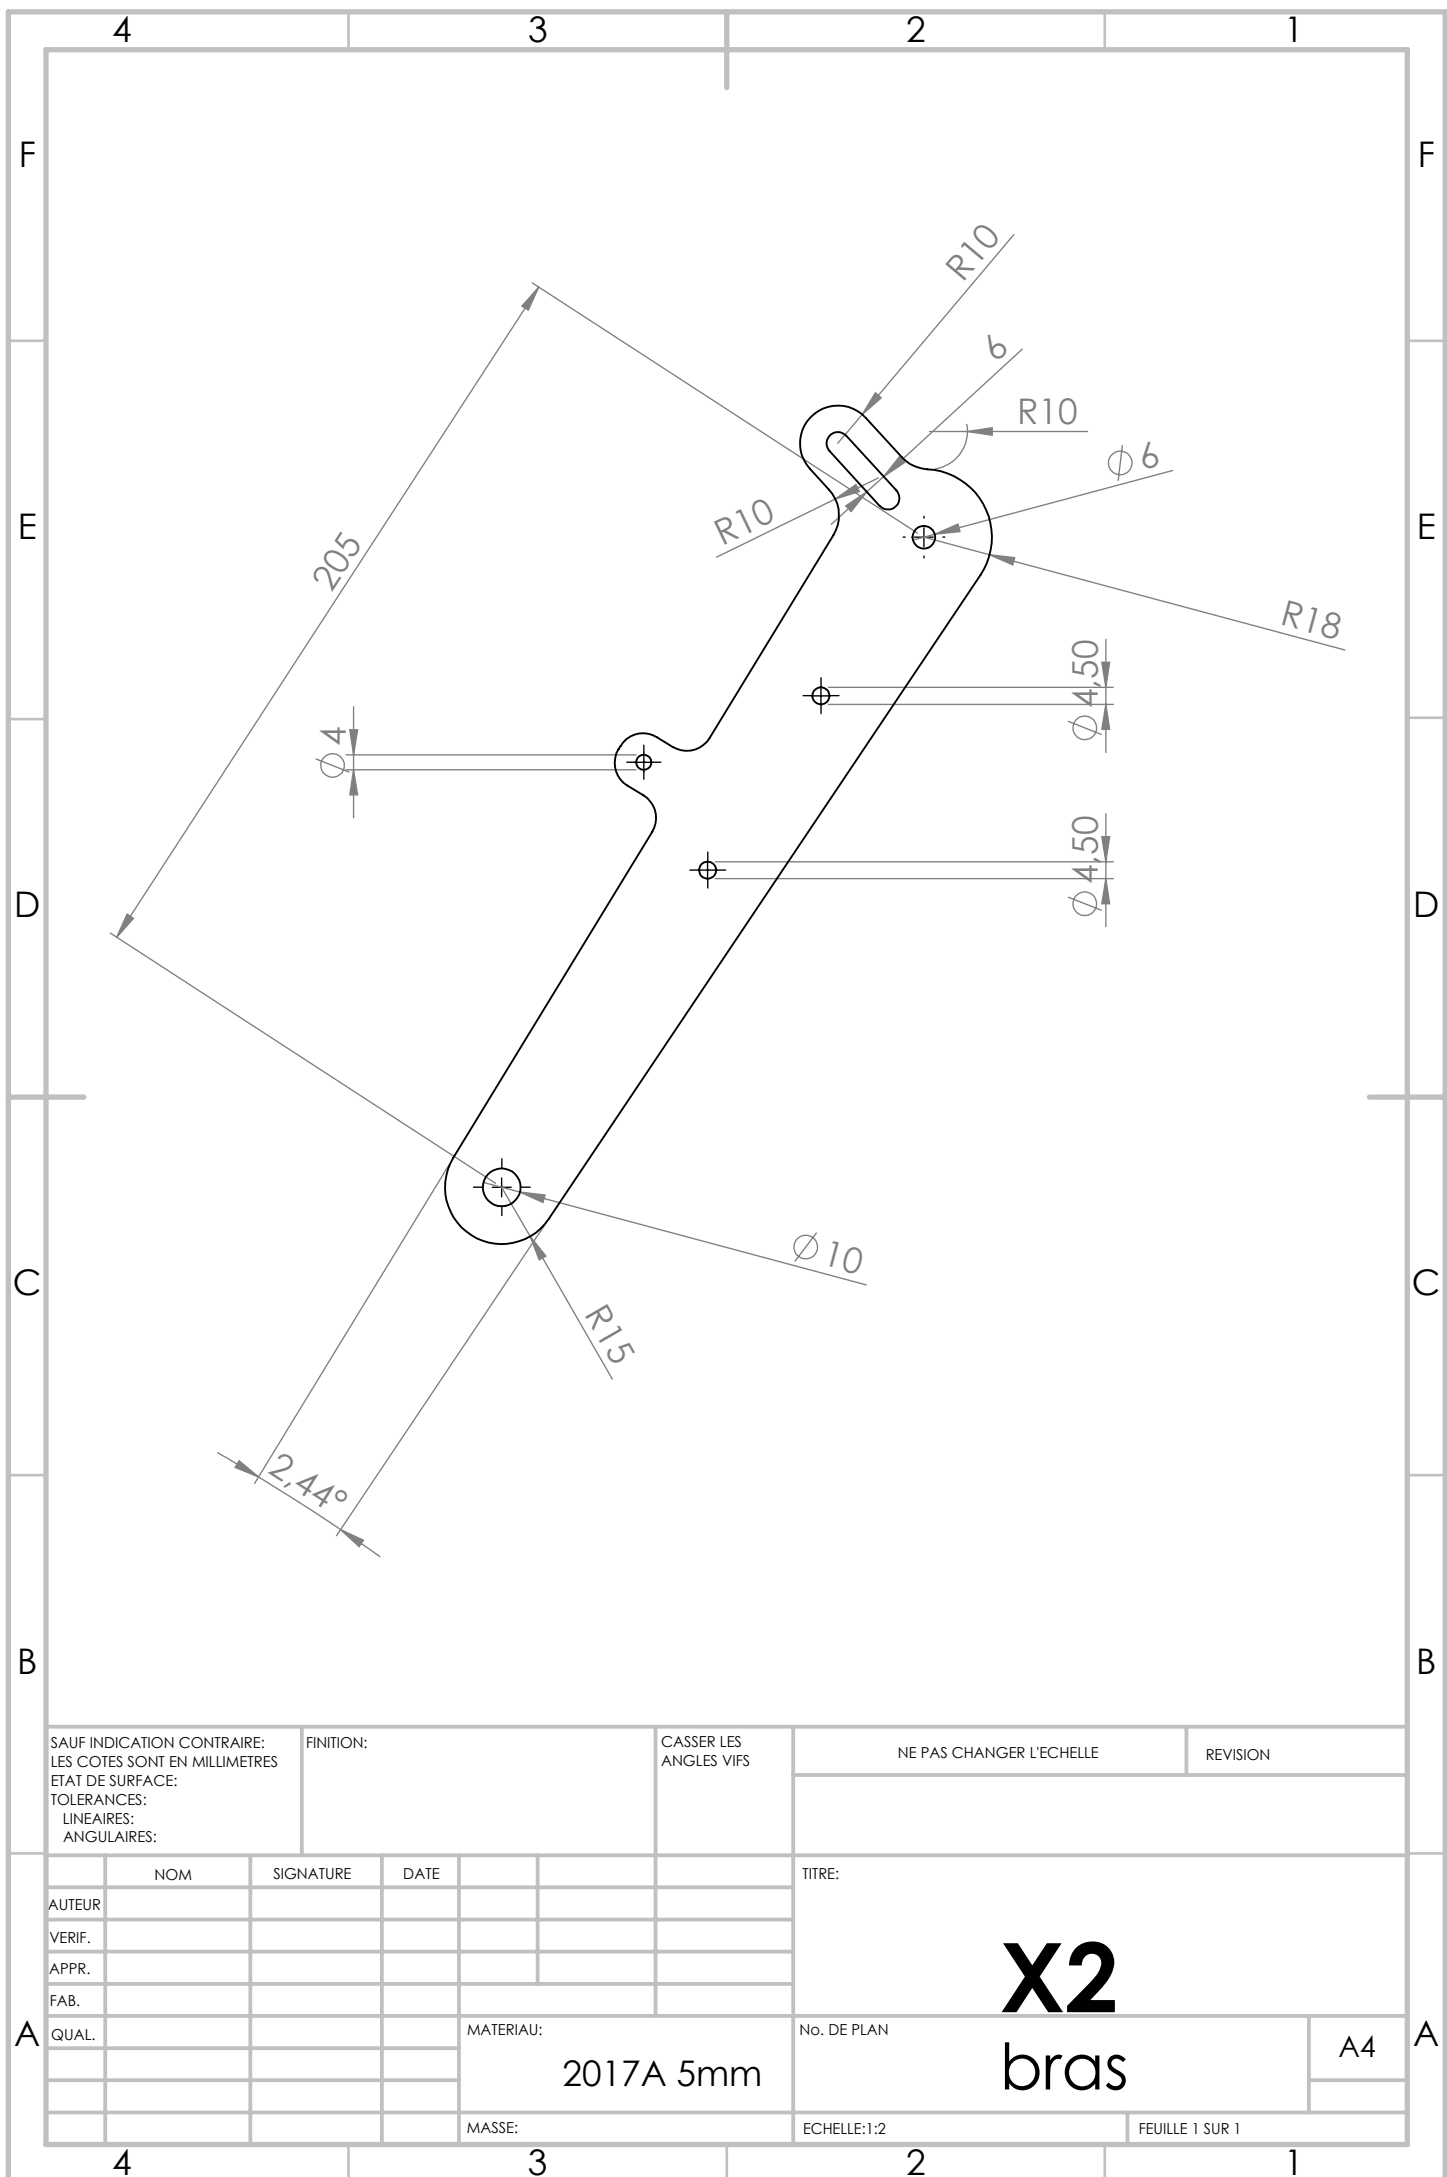 4 3 2 1
F F
R10
6
R10
Ø 6
R10
E E
205
R18
Ø 4,50
Ø 4
Ø 4,50
D D
Ø 10
C C
R15
2,44°
B B
SAUF INDICATION CONTRAIRE:
LES COTES SONT EN MILLIMETRES
ETAT DE SURFACE:
TOLERANCES:
LINEAIRES:
ANGULAIRES:
FINITION:
CASSER LES
ANGLES VIFS
NE PAS CHANGER L'ECHELLE
REVISION
NOM SIGNATURE DATE
TITRE:
AUTEUR
VERIF.
APPR.
FAB.
QUAL.
X2
A A
MATERIAU:
2017A 5mm
No. DE PLAN
bras
A4
MASSE:
ECHELLE:1:2
FEUILLE 1 SUR 1
4 3 2 1